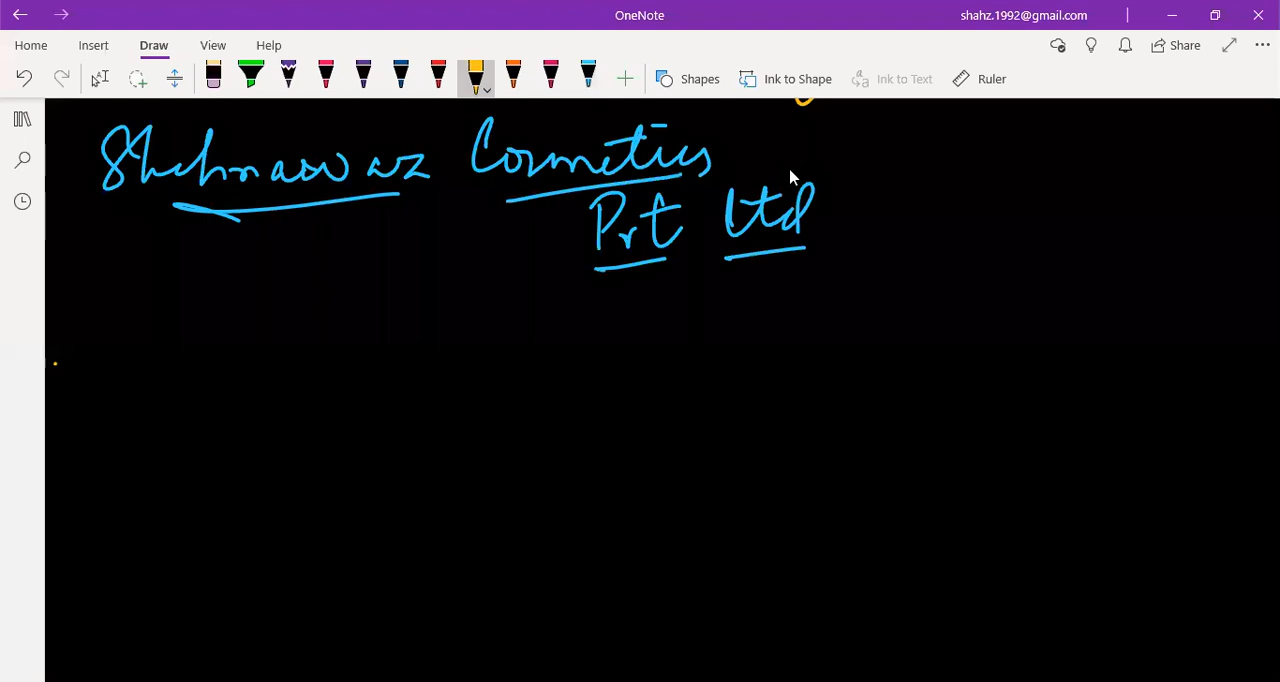 OneNote
shahz.1992@gmail.com
Home Insert Draw View Help
Share
Shapes Ink to Shape Ink to Text Ruler
Shahnawaz Cosmetics
Pvt Ltd